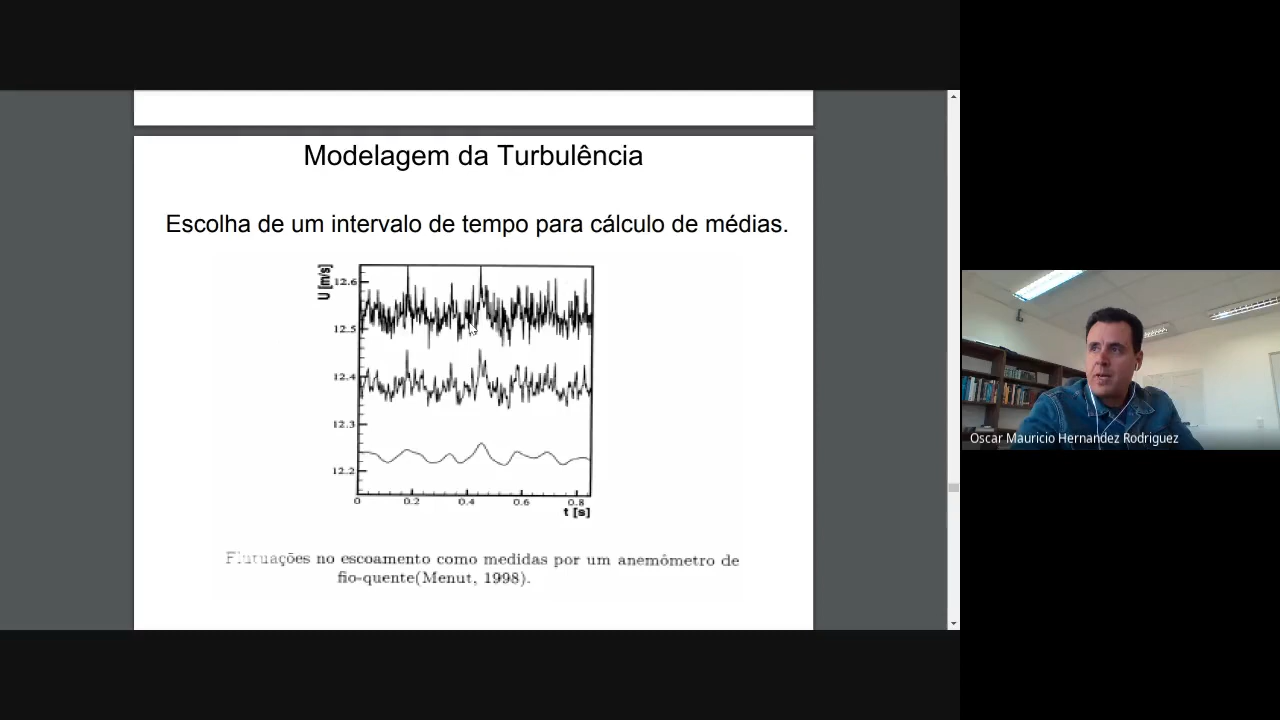 Modelagem da Turbulência
Escolha de um intervalo de tempo para cálculo de médias.
U [m/s]
12.6
12.5
12.4
12.3
12.2
0 0.2 0.4 0.6 0.8
t [s]
Flutuações no escoamento como medidas por um anemômetro de
fio-quente(Menut, 1998).
Oscar Mauricio Hernandez Rodriguez